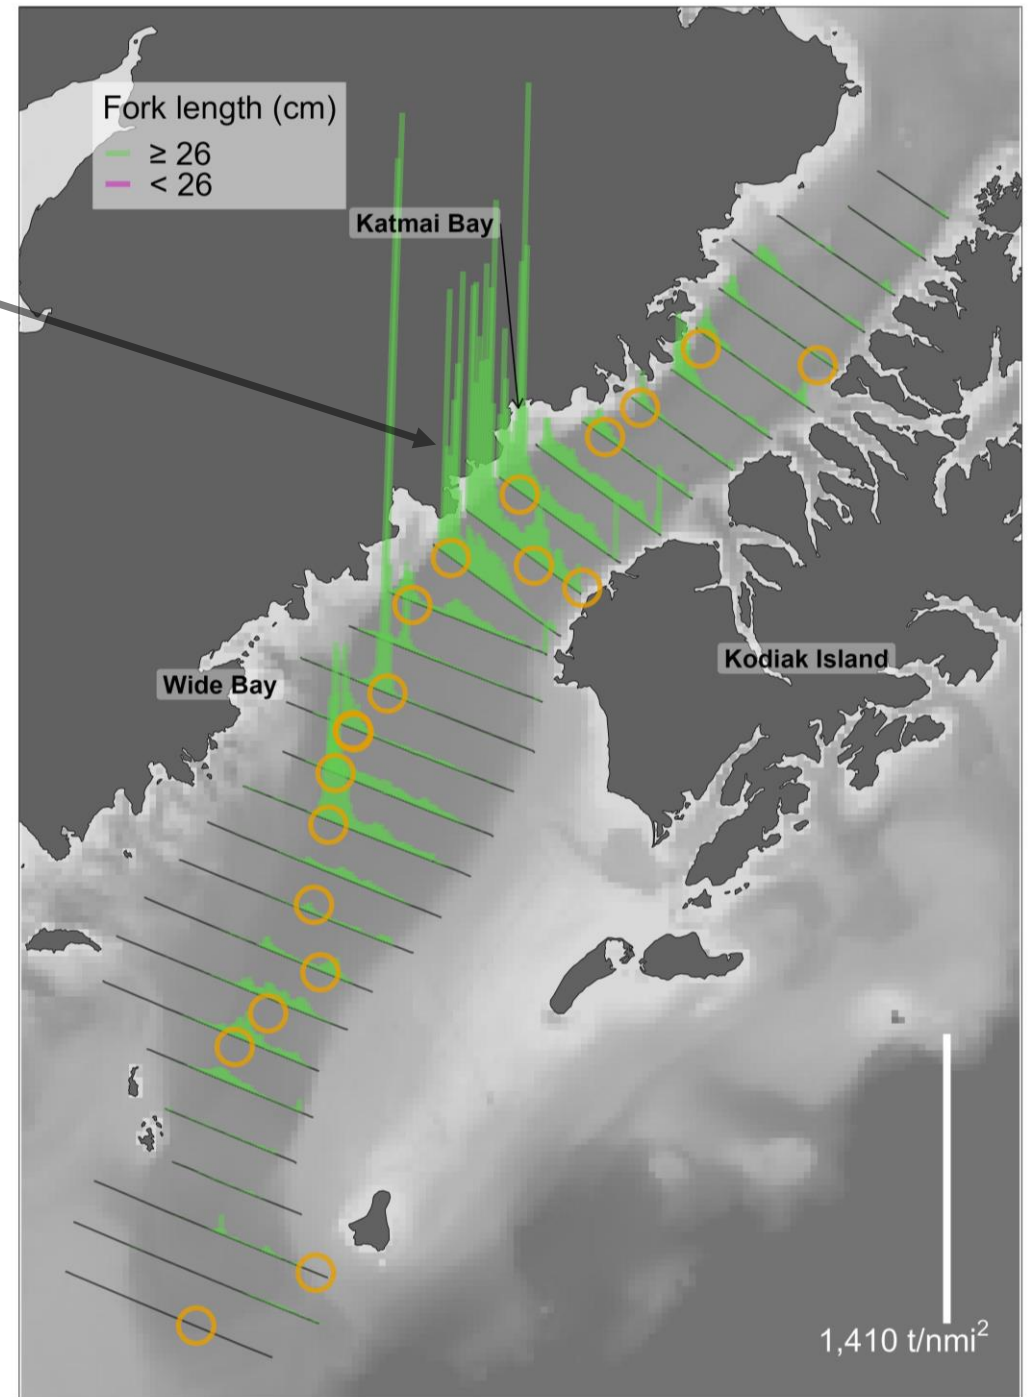 Fork length (cm)
≥ 26
< 26
Katmai Bay
Wide Bay
Kodiak Island
1,410 t/nmi²